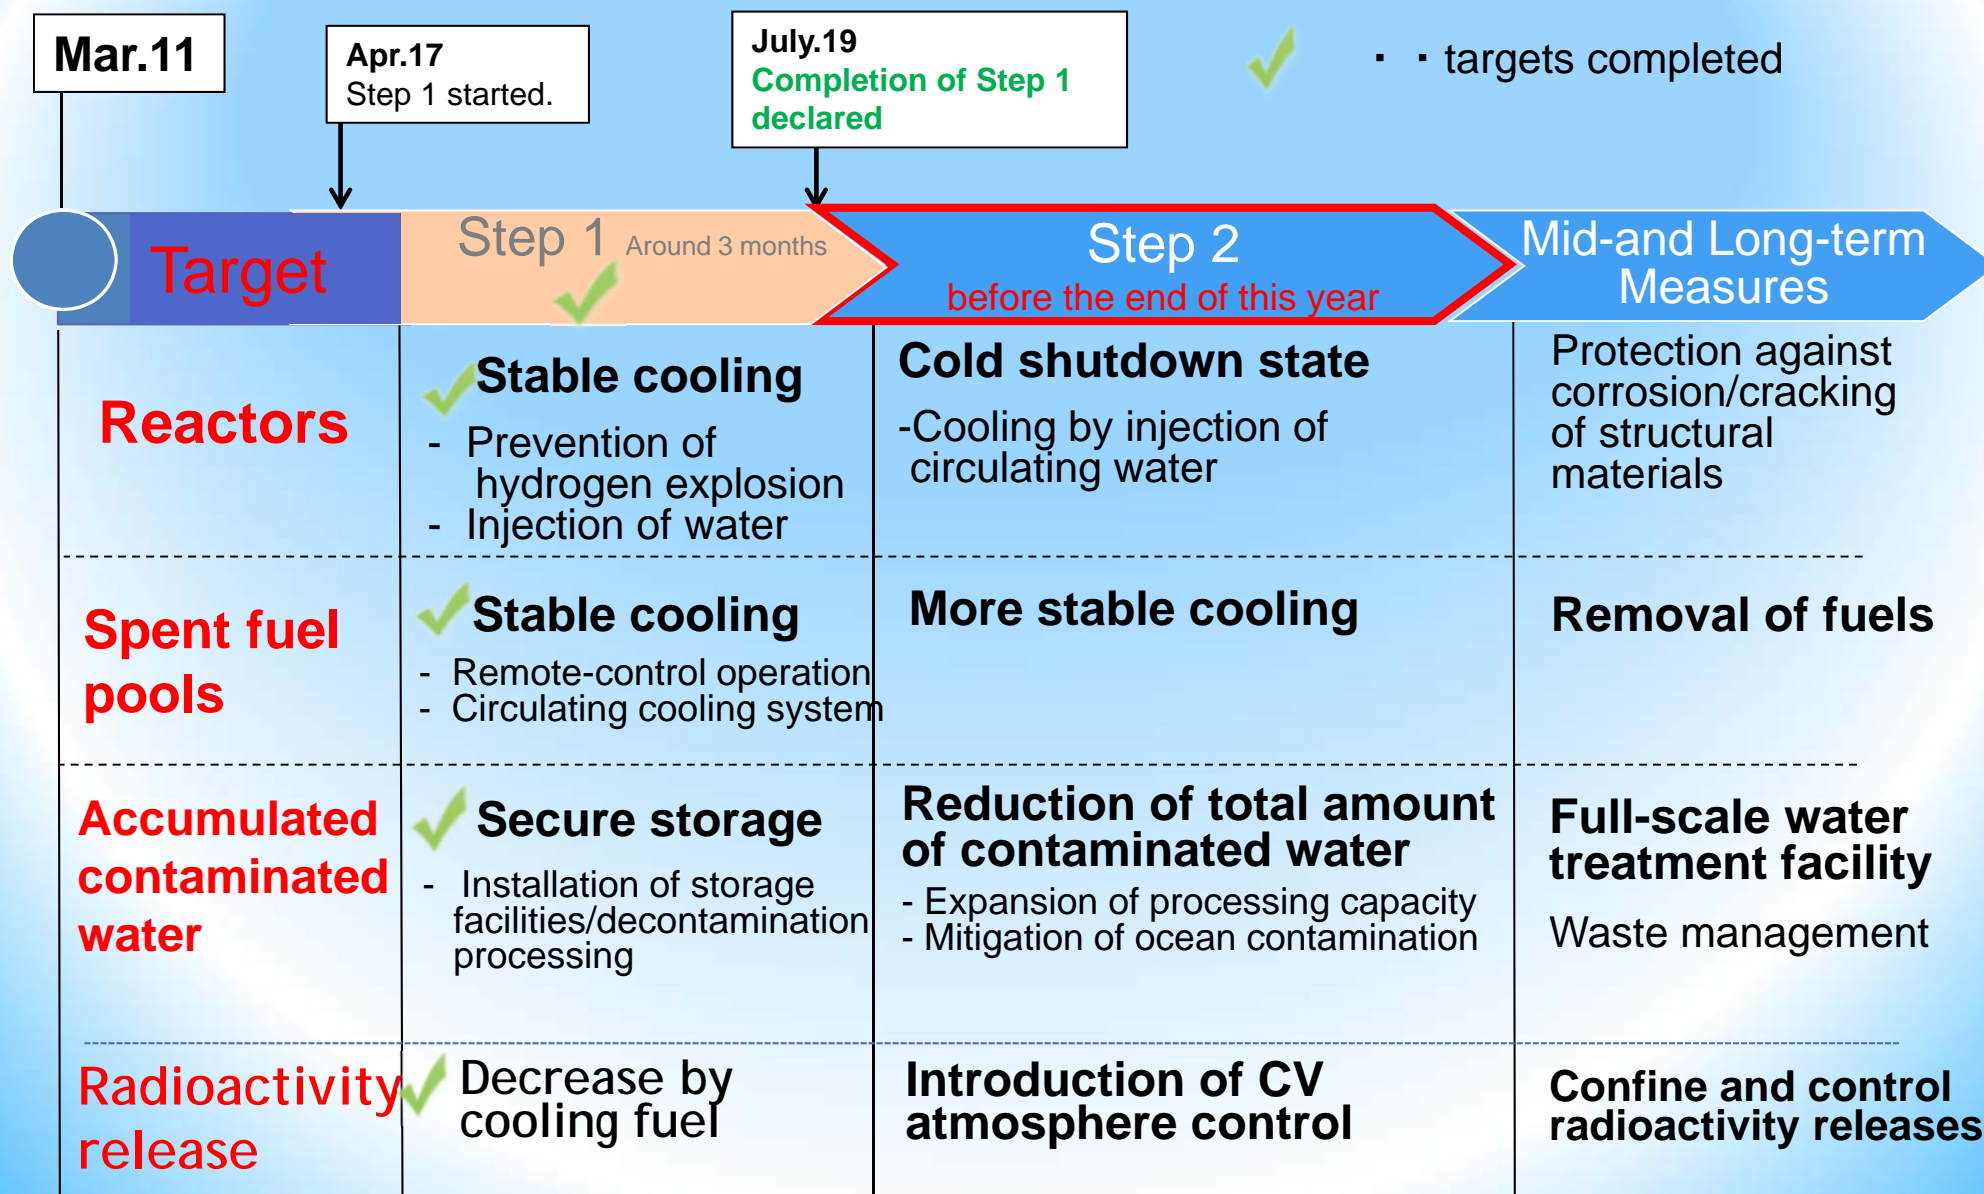 Mar.11
Apr.17
Step 1 started.
July.19
Completion of Step 1
declared
・・targets completed
Target
Step 1 Around 3 months
Step 2
before the end of this year
Mid-and Long-term
Measures
Reactors
Stable cooling
- Prevention of
hydrogen explosion
- Injection of water
Cold shutdown state
-Cooling by injection of
circulating water
Protection against
corrosion/cracking
of structural
materials
Spent fuel
pools
Stable cooling
- Remote-control operation
- Circulating cooling system
More stable cooling
Removal of fuels
Accumulated
contaminated
water
Secure storage
- Installation of storage
facilities/decontamination
processing
Reduction of total amount
of contaminated water
- Expansion of processing capacity
- Mitigation of ocean contamination
Full-scale water
treatment facility
Waste management
Radioactivity
release
Decrease by
cooling fuel
Introduction of CV
atmosphere control
Confine and control
radioactivity releases